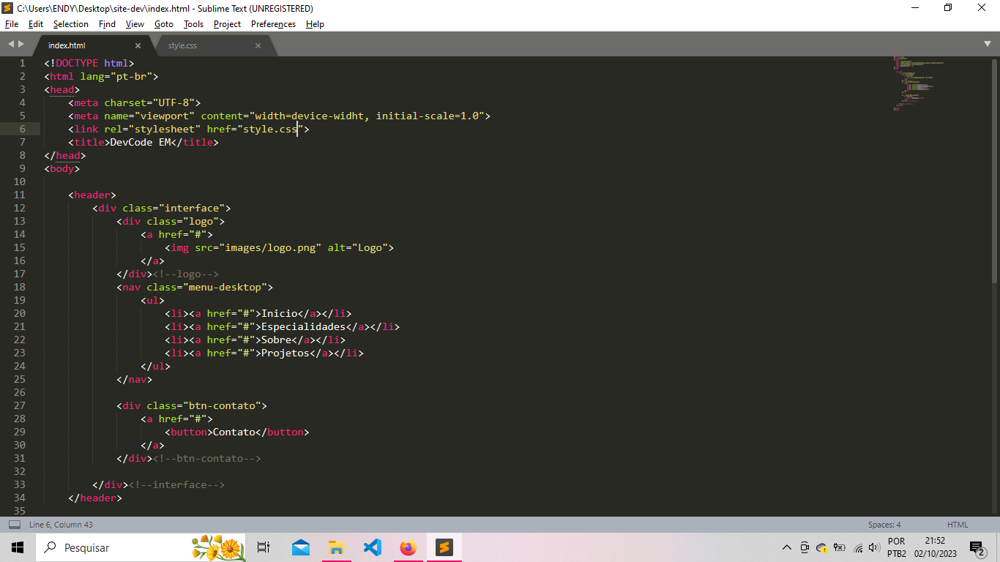 C:\Users\ENDY\Desktop\site-dev\index.html - Sublime Text (UNREGISTERED)
File Edit Selection Find View Goto Tools Project Preferences Help
index.html style.css
1 <!DOCTYPE html>
2 <html lang="pt-br">
3 <head>
4 <meta charset="UTF-8">
5 <meta name="viewport" content="width=device-widht, initial-scale=1.0">
6 <link rel="stylesheet" href="style.css">
7 <title>DevCode EM</title>
8 </head>
9 <body>
10
11 <header>
12 <div class="interface">
13 <div class="logo">
14 <a href="#">
15 <img src="images/logo.png" alt="Logo">
16 </a>
17 </div><!--logo-->
18 <nav class="menu-desktop">
19 <ul>
20 <li><a href="#">Inicio</a></li>
21 <li><a href="#">Especialidades</a></li>
22 <li><a href="#">Sobre</a></li>
23 <li><a href="#">Projetos</a></li>
24 </ul>
25 </nav>
26
27 <div class="btn-contato">
28 <a href="#">
29 <button>Contato</button>
30 </a>
31 </div><!--btn-contato-->
32
33 </div><!--interface-->
34 </header>
35
Line 6, Column 43 Spaces: 4 HTML
Pesquisar
POR 21:52
PTB2 02/10/2023 2